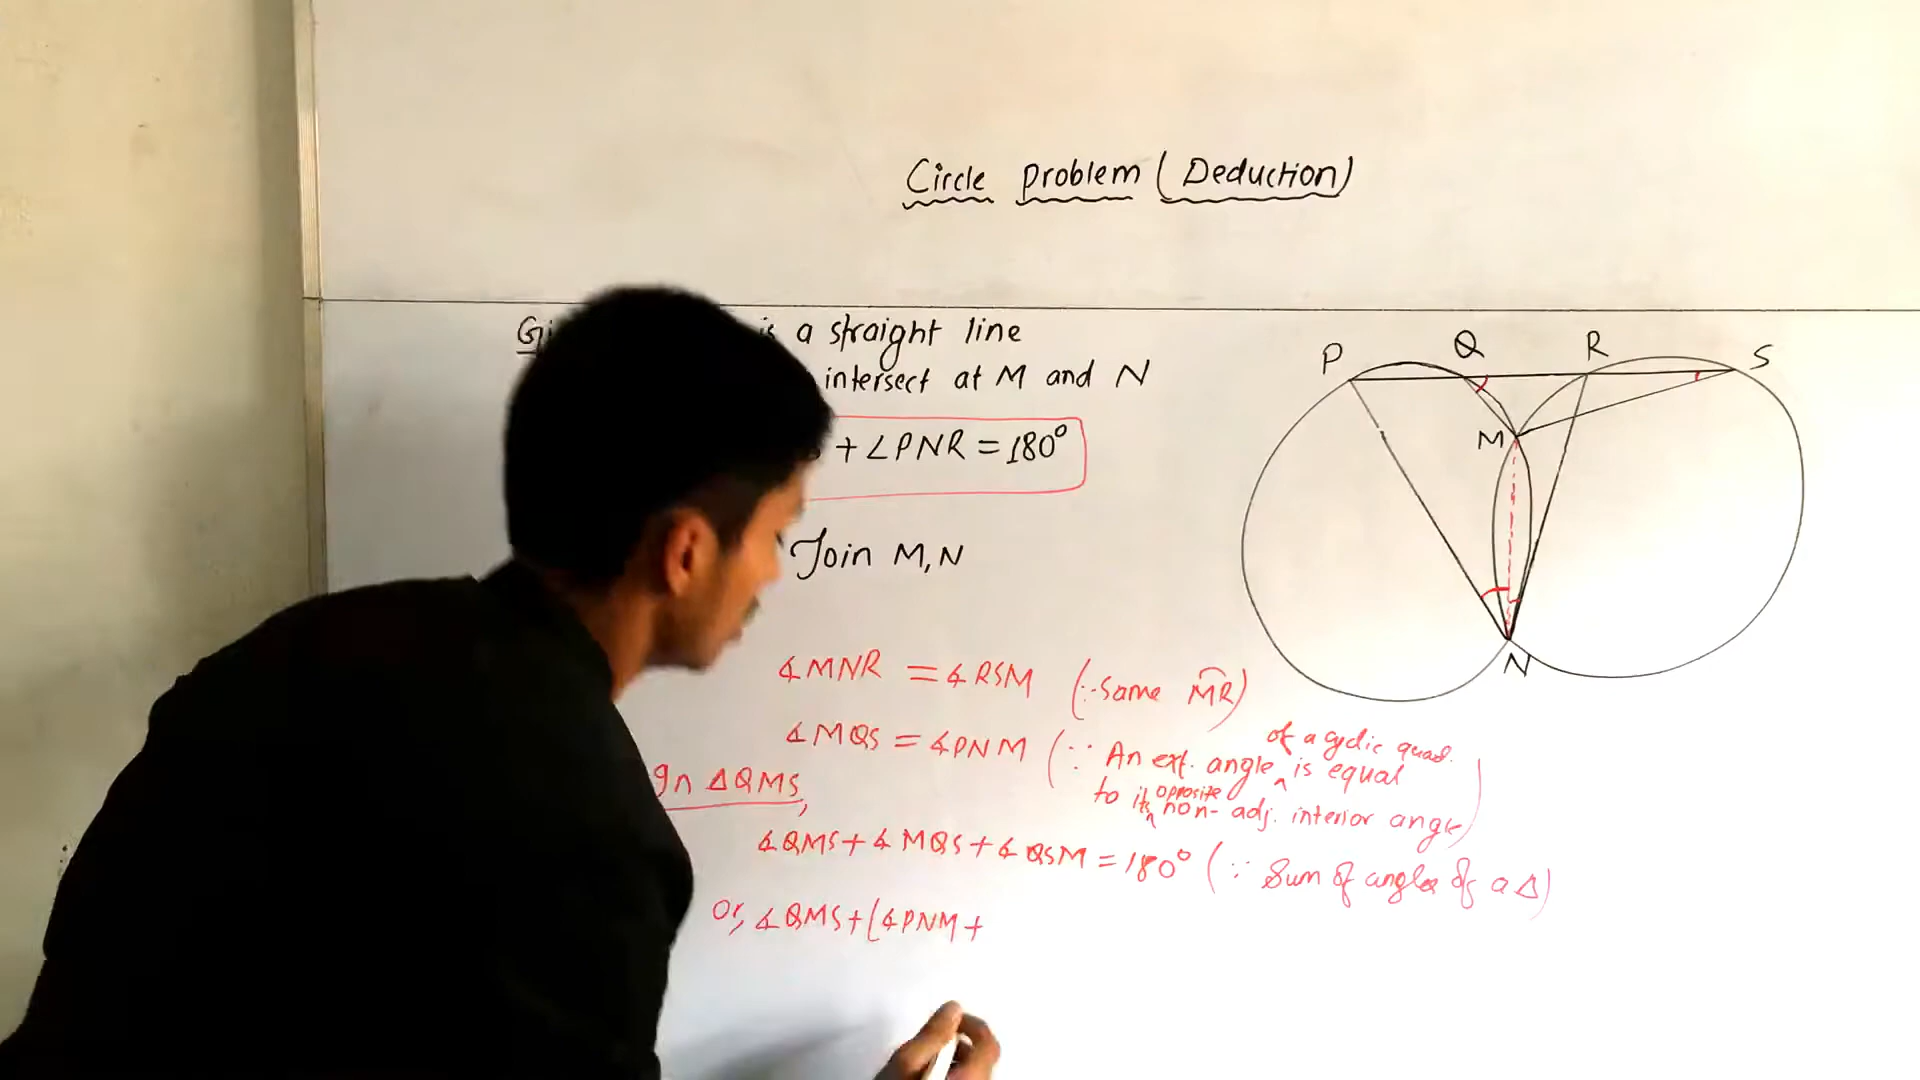 Circle Problem (Deduction)
is a straight line
intersect at M and N
+ ∠PNR = 180°
Join M, N
P Q R S
M
N
∡MNR = ∡RSM (∵ same M͡R)
∡MQS = ∡PNM (∵ An ext. angle of a cyclic quad. is equal
to its opposite non-adj. interior angle)
In ΔQMS,
∡QMS + ∡MQS + ∡QSM = 180° (∵ Sum of angles of a Δ)
Or, ∡QMS + (∡PNM +